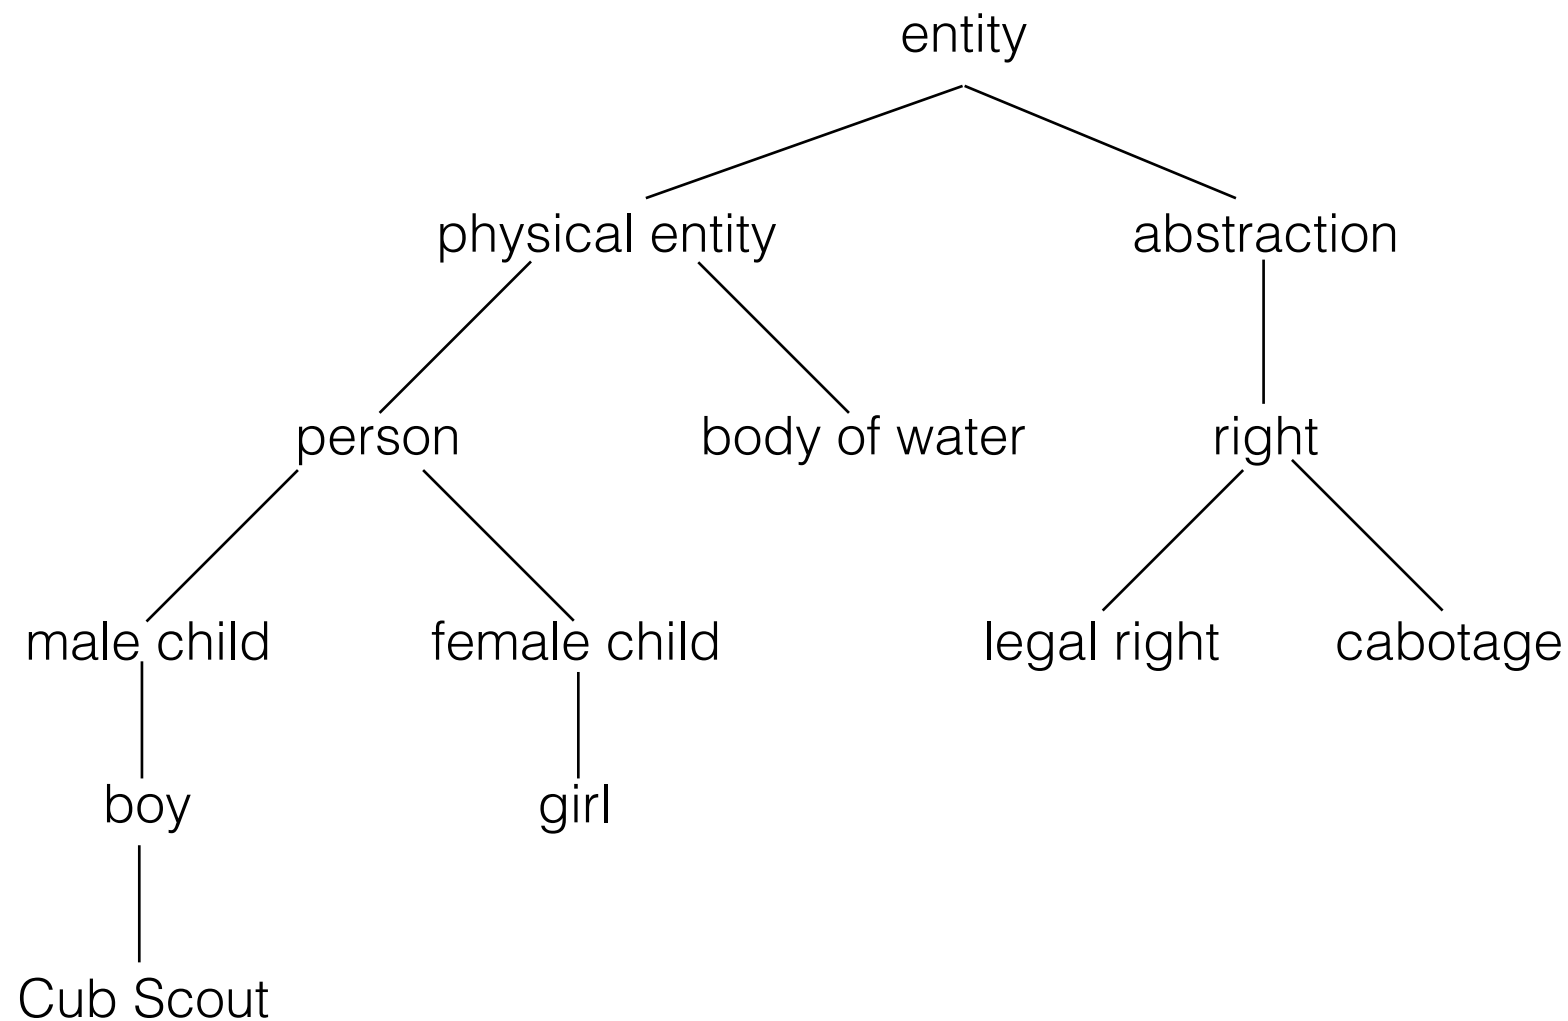 entity
physical entity
abstraction
person
body of water
right
male child
female child
legal right
cabotage
boy
girl
Cub Scout